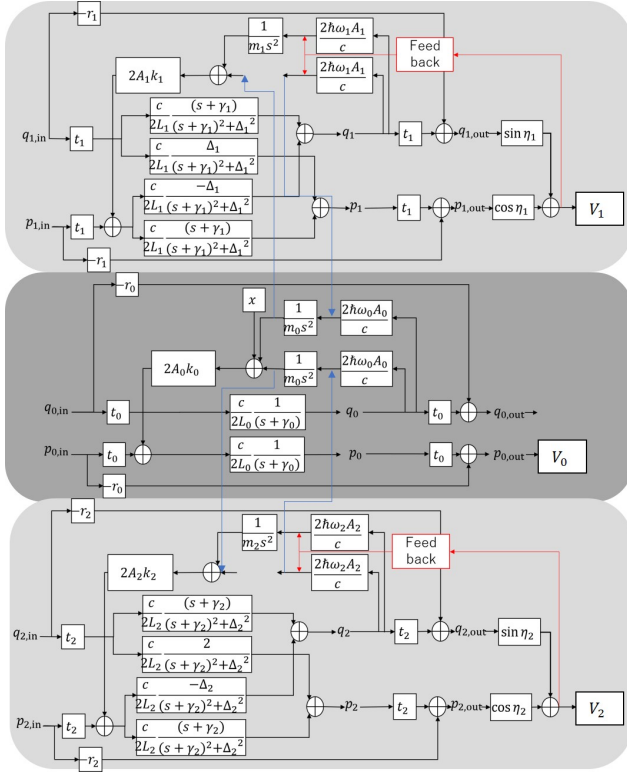 −r₁
1/(m₁s²)
2ℏω₁A₁/c
Feed back
2A₁k₁
2ℏω₁A₁/c
q₁,in
t₁
c/2L₁ (s+γ₁)/((s+γ₁)²+Δ₁²)
q₁
t₁
q₁,out
sin η₁
c/2L₁ Δ₁/((s+γ₁)²+Δ₁²)
c/2L₁ −Δ₁/((s+γ₁)²+Δ₁²)
p₁,in
t₁
c/2L₁ (s+γ₁)/((s+γ₁)²+Δ₁²)
p₁
t₁
p₁,out
cos η₁
V₁
−r₁
−r₀
x
1/(m₀s²)
2ℏω₀A₀/c
2A₀k₀
1/(m₀s²)
2ℏω₀A₀/c
q₀,in
t₀
c/2L₀ 1/(s+γ₀)
q₀
t₀
q₀,out
p₀,in
t₀
c/2L₀ 1/(s+γ₀)
p₀
t₀
p₀,out
V₀
−r₀
−r₂
1/(m₂s²)
2ℏω₂A₂/c
Feed back
2A₂k₂
2ℏω₂A₂/c
q₂,in
t₂
c/2L₂ (s+γ₂)/((s+γ₂)²+Δ₂²)
q₂
t₂
q₂,out
sin η₂
c/2L₂ 2/((s+γ₂)²+Δ₂²)
c/2L₂ −Δ₂/((s+γ₂)²+Δ₂²)
p₂,in
t₂
c/2L₂ (s+γ₂)/((s+γ₂)²+Δ₂²)
p₂
t₂
p₂,out
cos η₂
V₂
−r₂